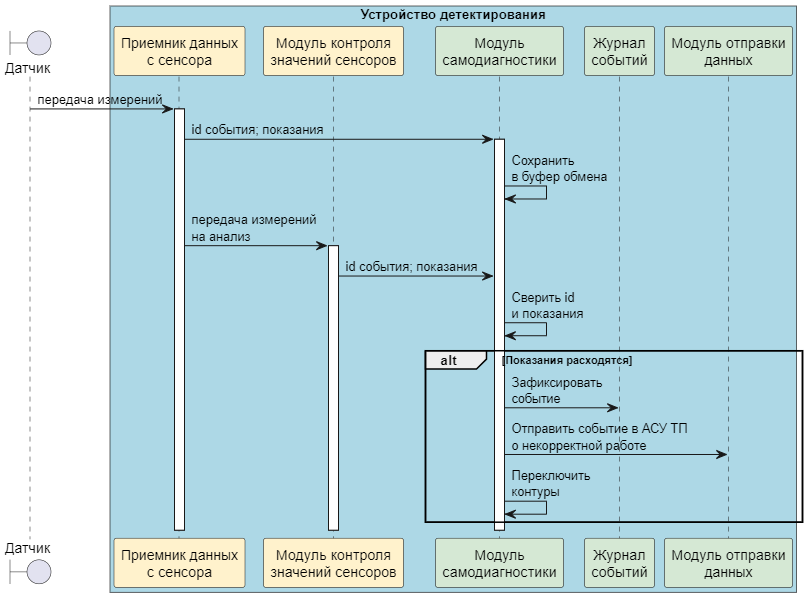 Устройство детектирования
Датчик
Приемник данных
с сенсора
Модуль контроля
значений сенсоров
Модуль
самодиагностики
Журнал
событий
Модуль отправки
данных
передача измерений
id события; показания
Сохранить
в буфер обмена
передача измерений
на анализ
id события; показания
Сверить id
и показания
alt
[Показания расходятся]
Зафиксировать
событие
Отправить событие в АСУ ТП
о некорректной работе
Переключить
контуры
Датчик
Приемник данных
с сенсора
Модуль контроля
значений сенсоров
Модуль
самодиагностики
Журнал
событий
Модуль отправки
данных